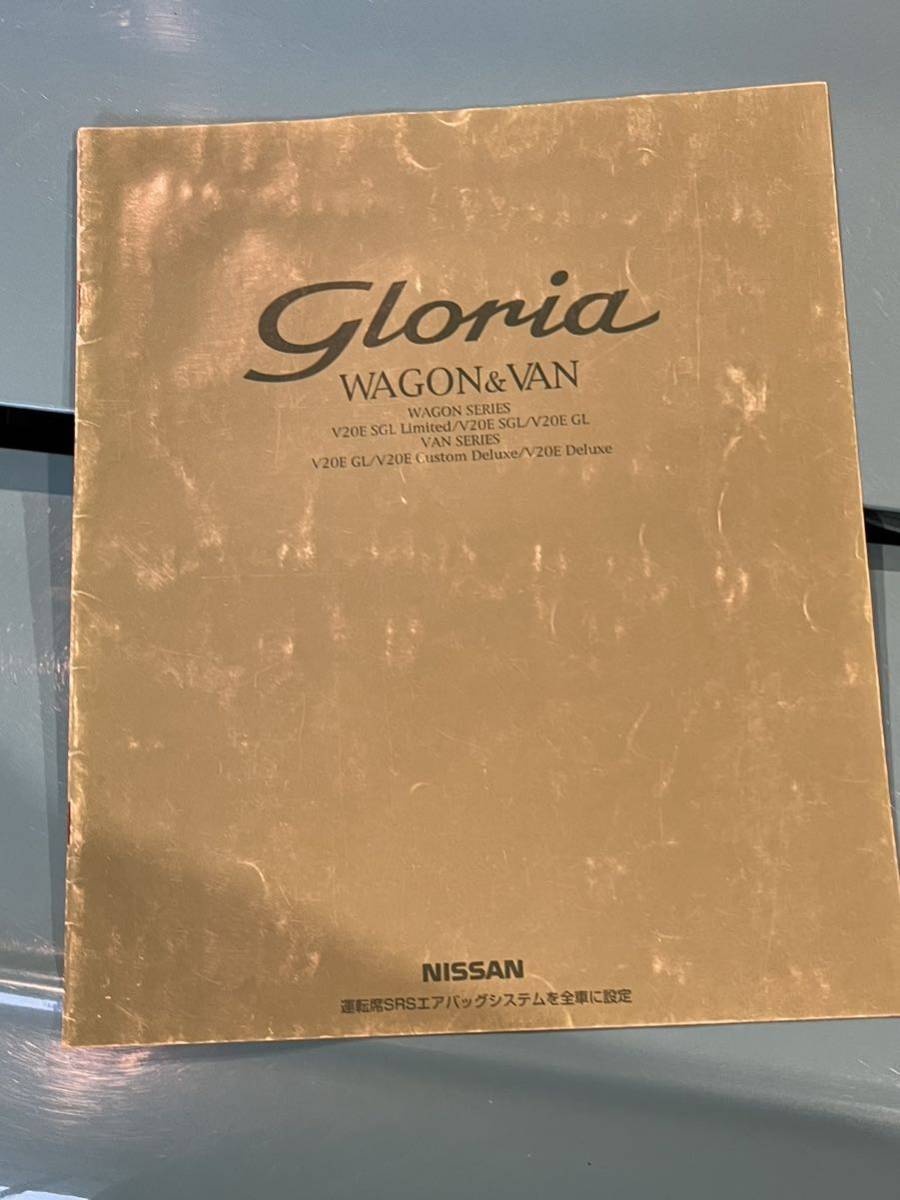 Gloria
WAGON&VAN
WAGON SERIES
V20E SGL Limited/V20E SGL/V20E GL
VAN SERIES
V20E GL/V20E Custom Deluxe/V20E Deluxe
NISSAN
運転席SRSエアバッグシステムを全車に設定